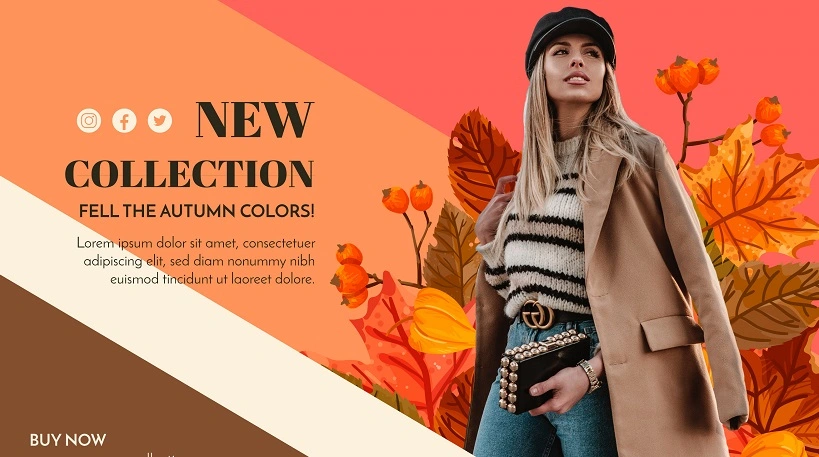 NEW
COLLECTION
FELL THE AUTUMN COLORS!
Lorem ipsum dolor sit amet, consectetuer
adipiscing elit, sed diam nonummy nibh
euismod tincidunt ut laoreet dolore.
BUY NOW